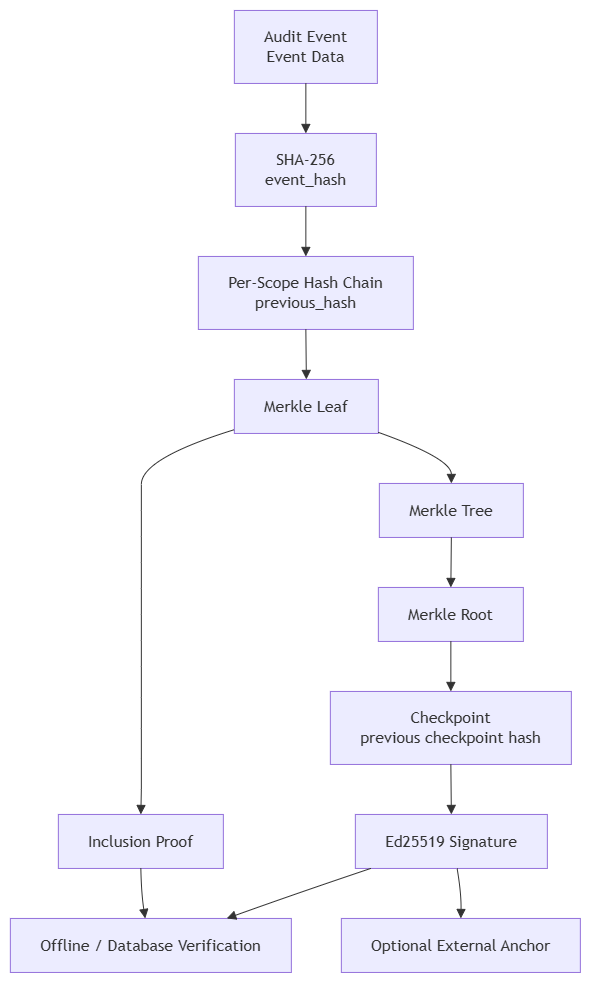 Audit Event
Event Data
SHA-256
event_hash
Per-Scope Hash Chain
previous_hash
Merkle Leaf
Merkle Tree
Merkle Root
Checkpoint
previous checkpoint hash
Inclusion Proof
Ed25519 Signature
Offline / Database Verification
Optional External Anchor